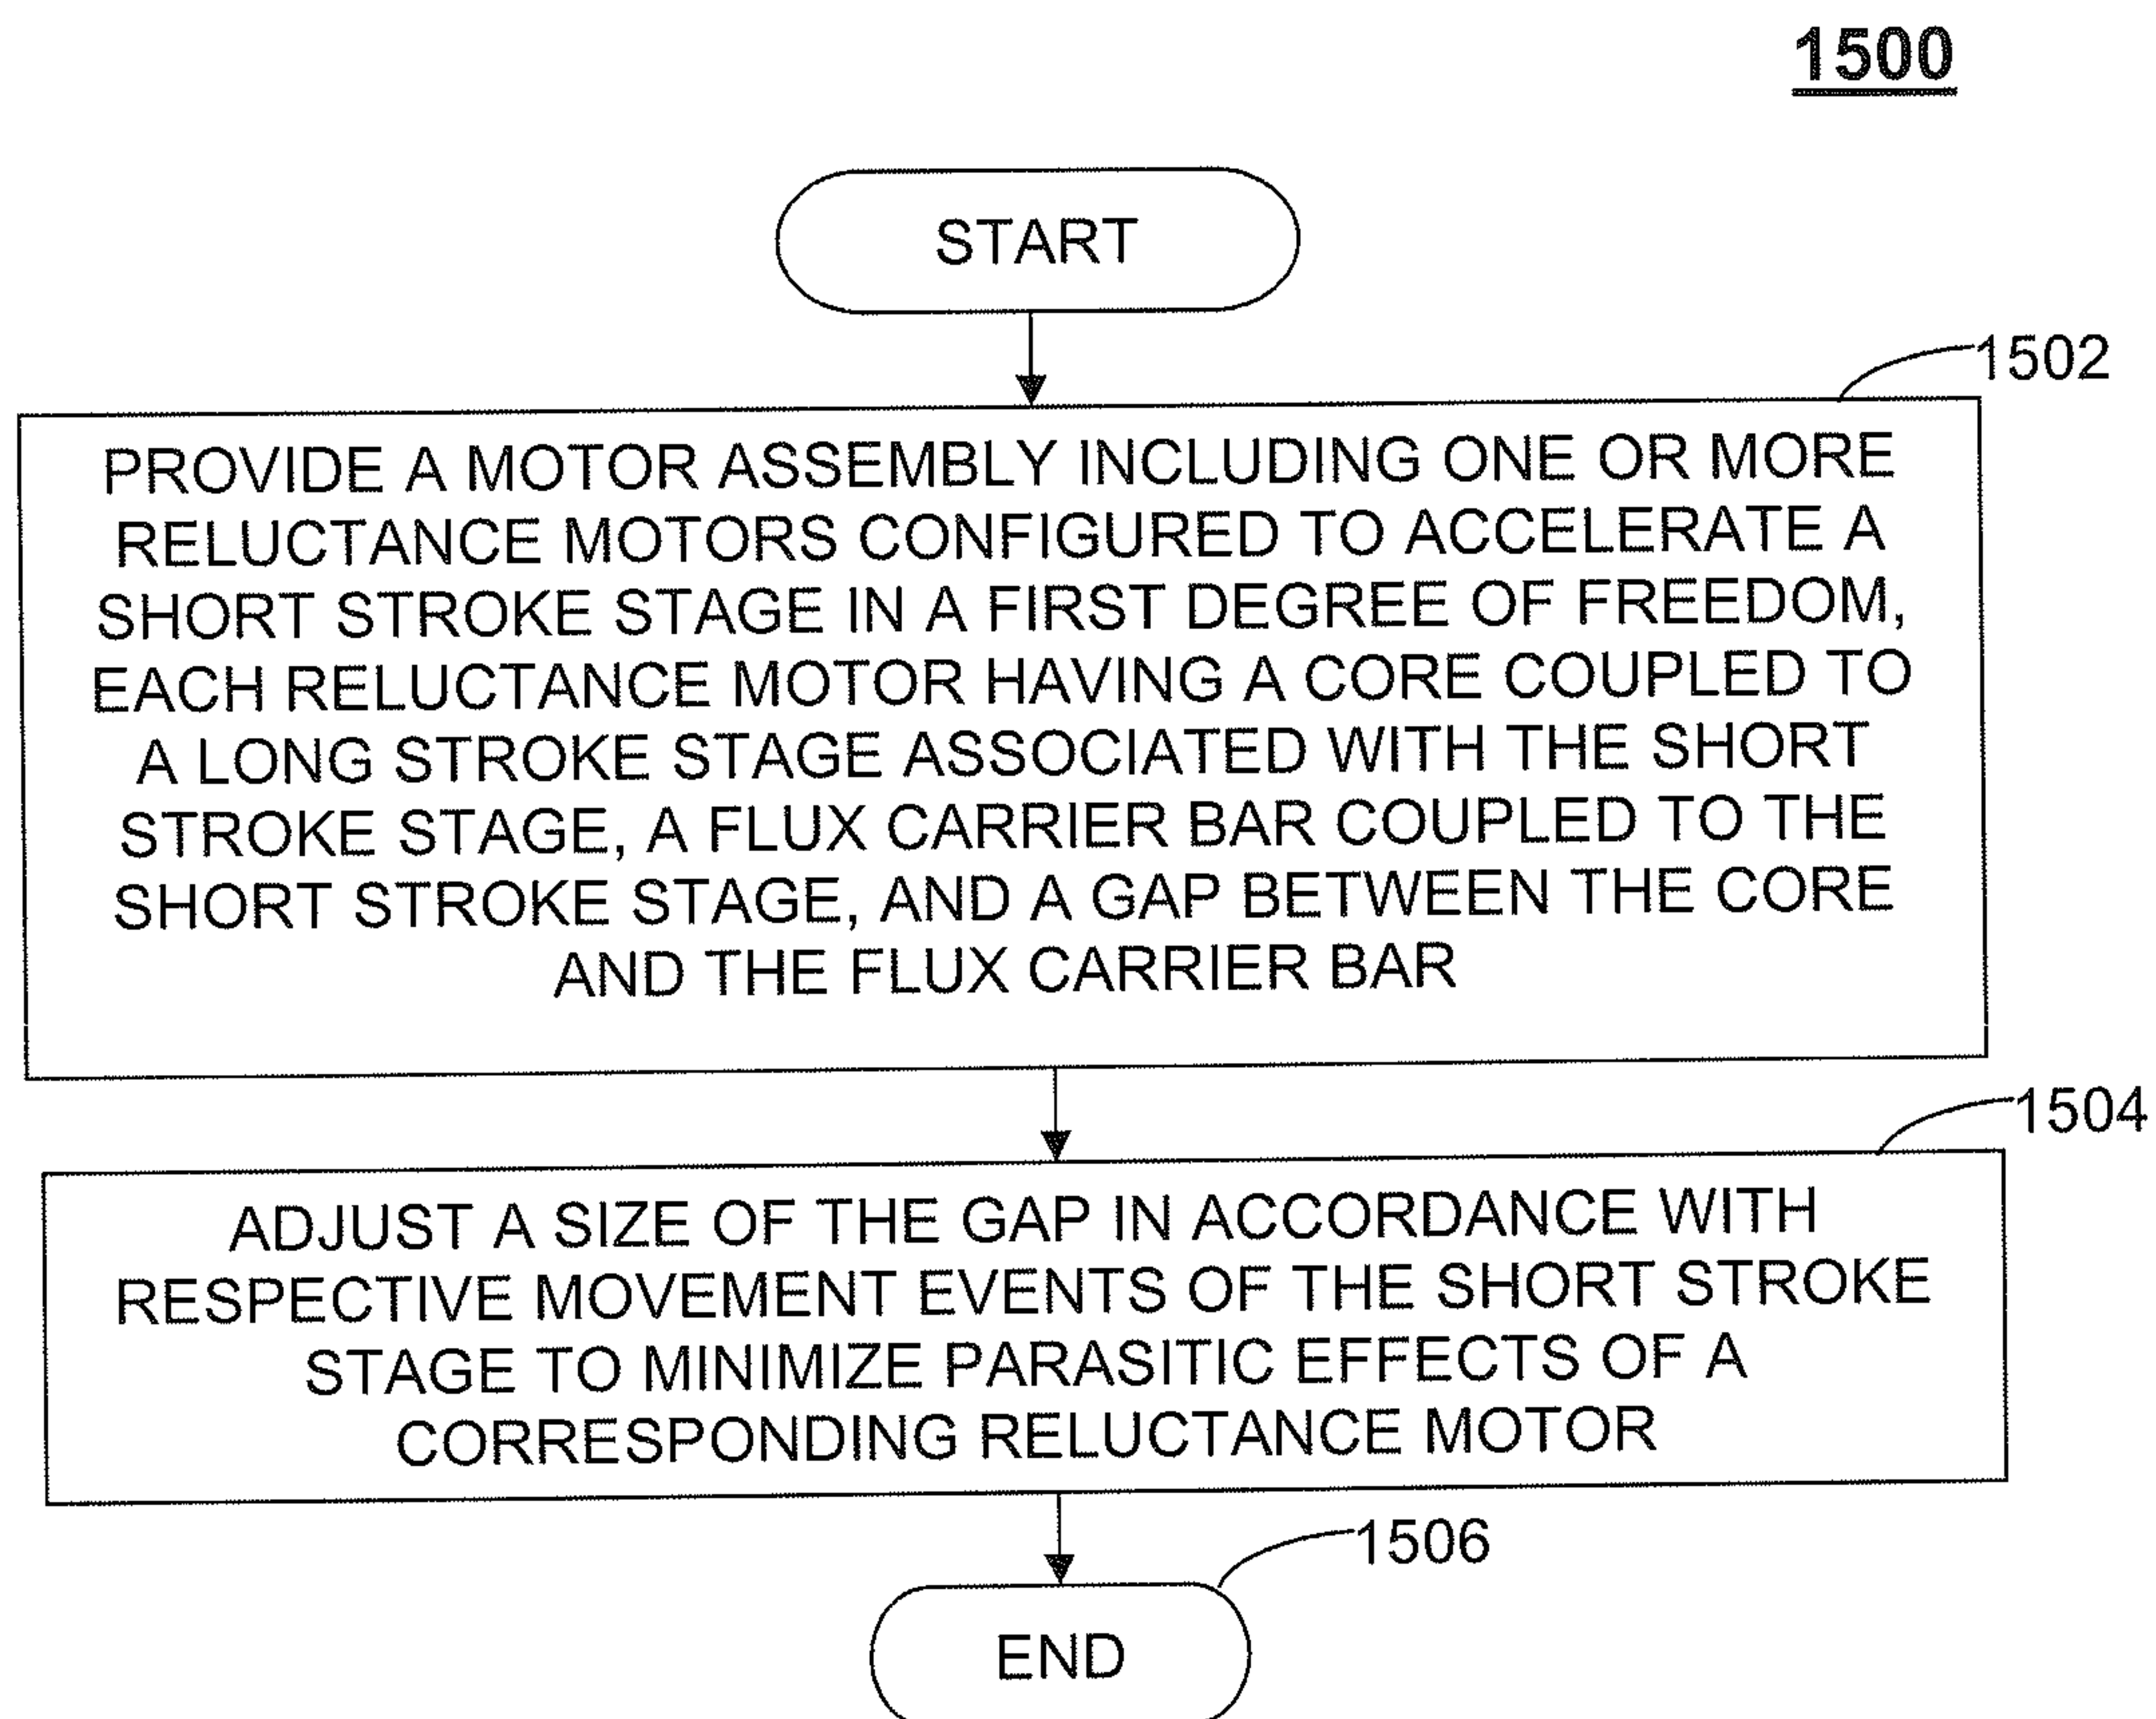 1500
START
1502
PROVIDE A MOTOR ASSEMBLY INCLUDING ONE OR MORE
RELUCTANCE MOTORS CONFIGURED TO ACCELERATE A
SHORT STROKE STAGE IN A FIRST DEGREE OF FREEDOM,
EACH RELUCTANCE MOTOR HAVING A CORE COUPLED TO
A LONG STROKE STAGE ASSOCIATED WITH THE SHORT
STROKE STAGE, A FLUX CARRIER BAR COUPLED TO THE
SHORT STROKE STAGE, AND A GAP BETWEEN THE CORE
AND THE FLUX CARRIER BAR
1504
ADJUST A SIZE OF THE GAP IN ACCORDANCE WITH
RESPECTIVE MOVEMENT EVENTS OF THE SHORT STROKE
STAGE TO MINIMIZE PARASITIC EFFECTS OF A
CORRESPONDING RELUCTANCE MOTOR
1506
END